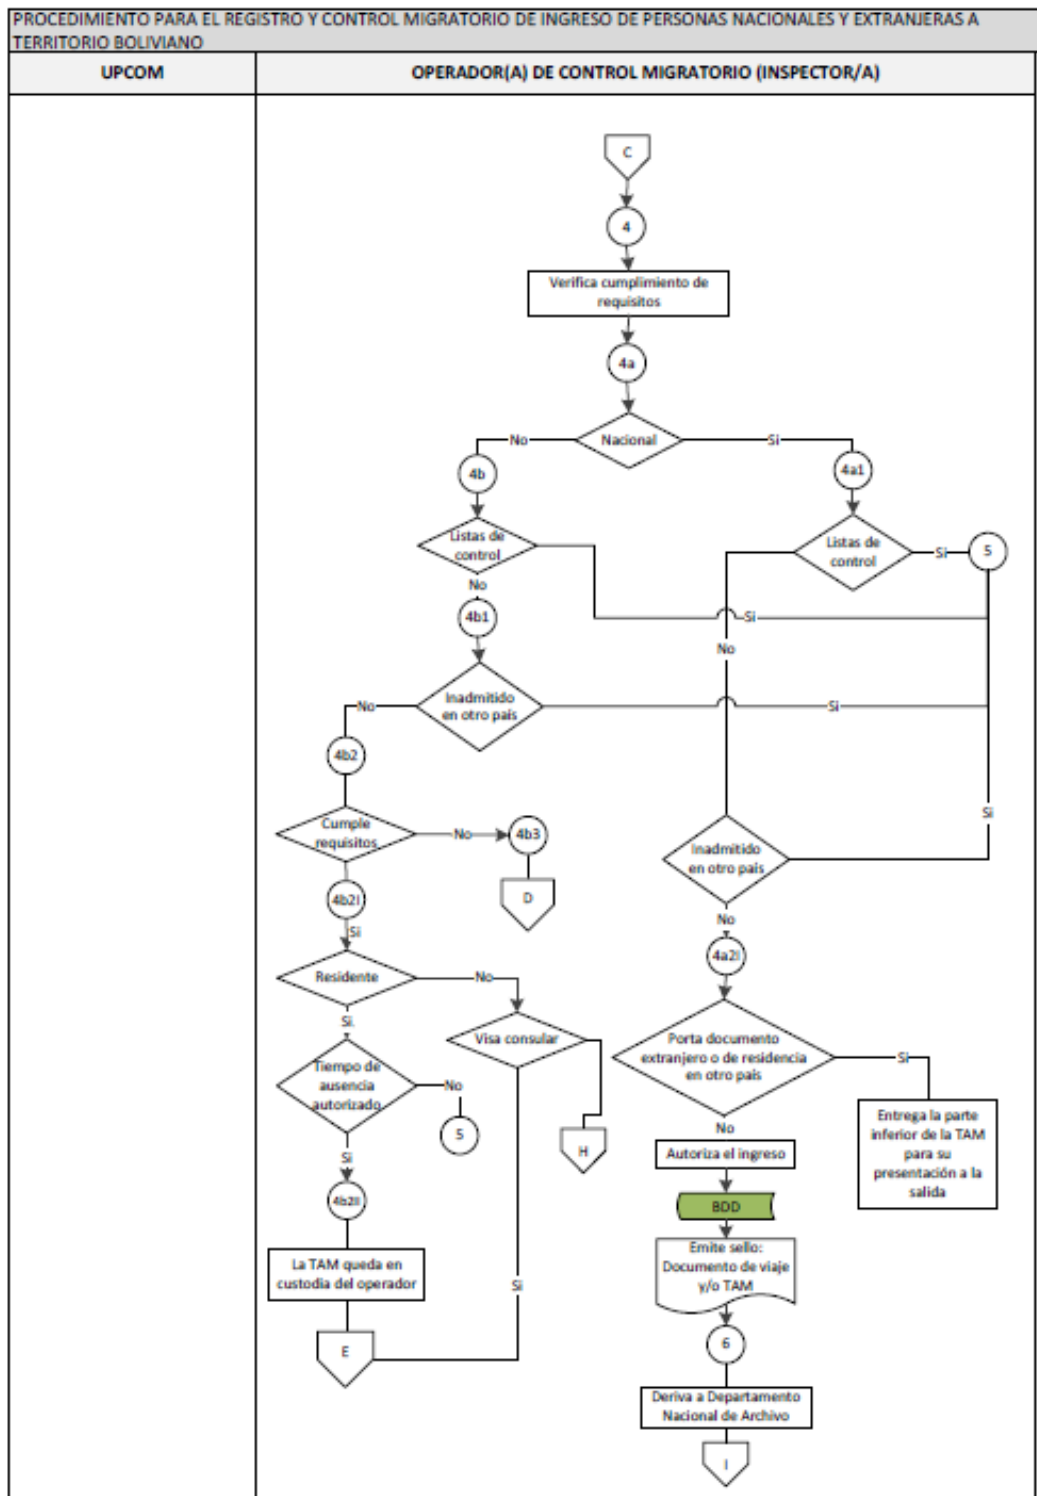 PROCEDIMIENTO PARA EL REGISTRO Y CONTROL MIGRATORIO DE INGRESO DE PERSONAS NACIONALES Y EXTRANJERAS A
TERRITORIO BOLIVIANO
UPCOM
OPERADOR(A) DE CONTROL MIGRATORIO (INSPECTOR/A)
C
4
Verifica cumplimiento de
requisitos
4a
Nacional
No
Si
4b
4a1
Listas de
control
Listas de
control
Si
5
No
4b1
Si
No
Inadmitido
en otro país
No
Si
4b2
Si
Cumple
requisitos
No
4b3
Inadmitido
en otro país
D
4b2I
Si
No
4a2I
Residente
No
Si
Visa consular
Porta documento
extranjero o de residencia
en otro país
Si
Tiempo de
ausencia
autorizado
No
5
H
No
Entrega la parte
inferior de la TAM
para su
presentación a la
salida
Autoriza el ingreso
Si
4b2II
BDD
La TAM queda en
custodia del operador
Si
Emite sello:
Documento de viaje
y/o TAM
E
6
Deriva a Departamento
Nacional de Archivo
I